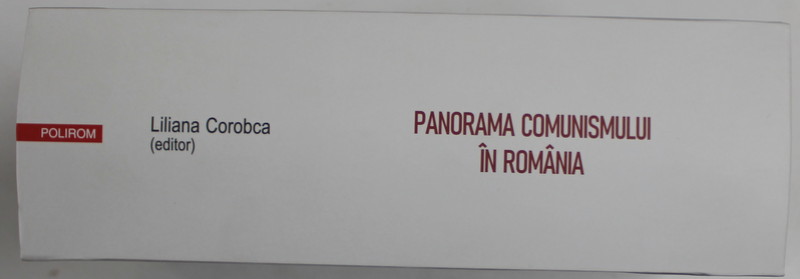 POLIROM
Liliana Corobca
(editor)
PANORAMA COMUNISMULUI
ÎN ROMÂNIA